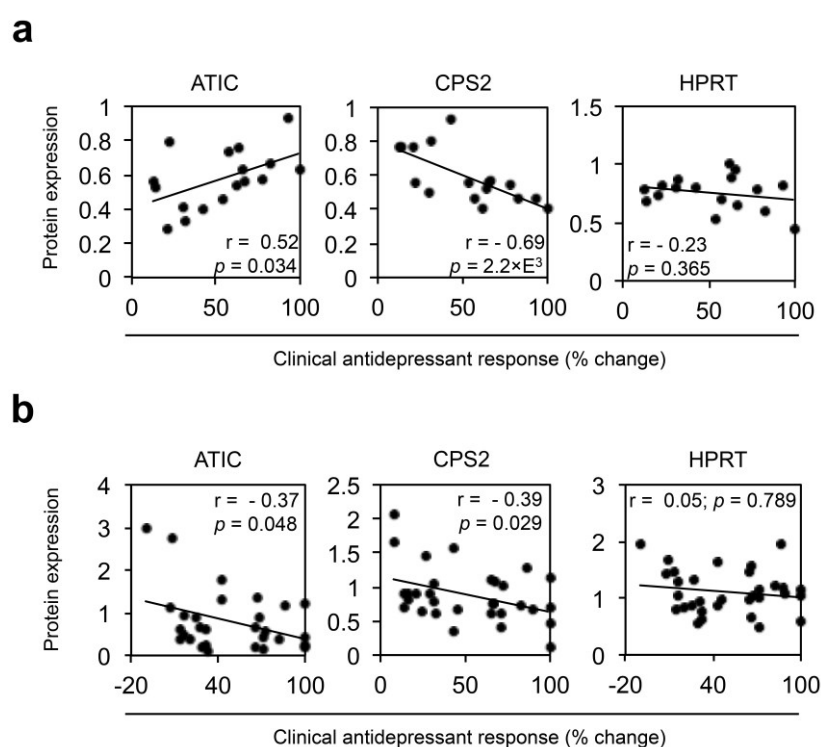 a
ATIC
CPS2
HPRT
Protein expression
1
0.8
0.6
0.4
0.2
0
r = 0.52
p = 0.034
0 50 100
1
0.8
0.6
0.4
0.2
0
r = - 0.69
p = 2.2×E³
0 50 100
1.5
1
0.5
0
r = - 0.23
p = 0.365
0 50 100
Clinical antidepressant response (% change)
b
ATIC
CPS2
HPRT
Protein expression
4
3
2
1
0
r = - 0.37
p = 0.048
-20 40 100
2.5
2
1.5
1
0.5
0
r = - 0.39
p = 0.029
0 50 100
3
2
1
0
r = 0.05; p = 0.789
-20 40 100
Clinical antidepressant response (% change)